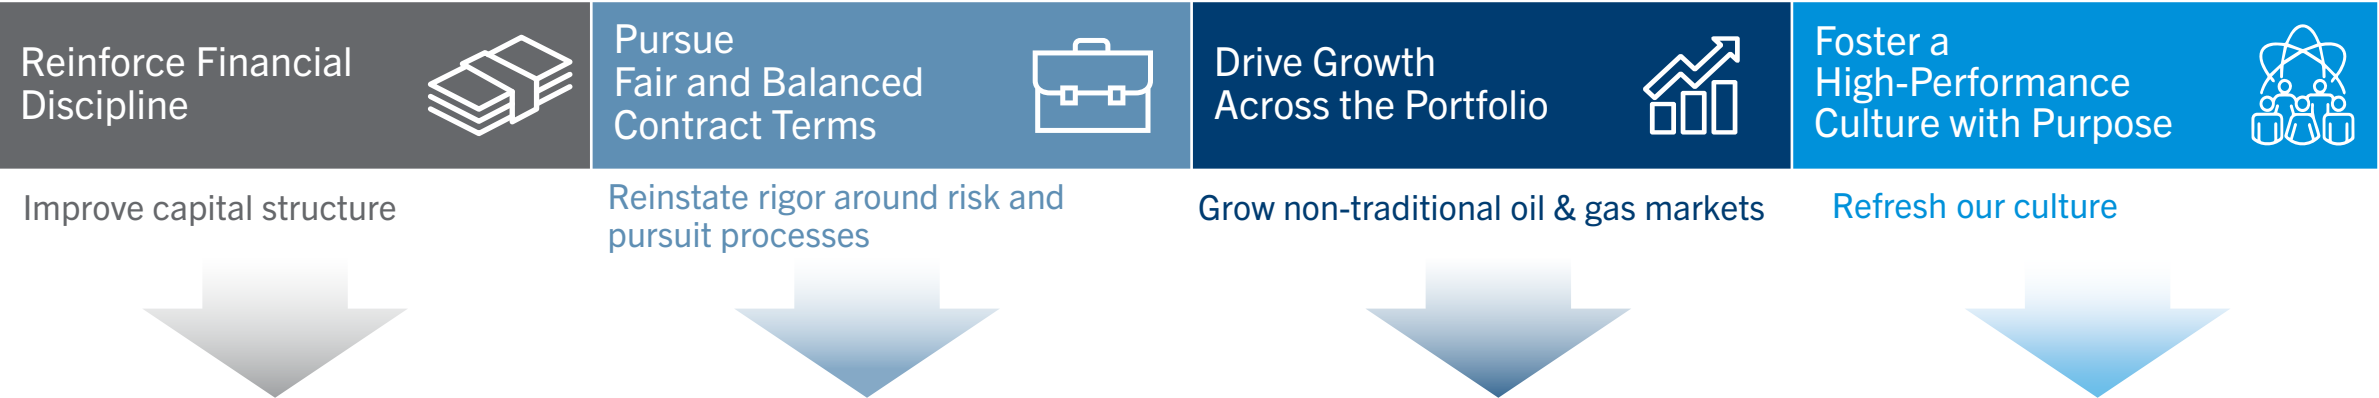 Reinforce Financial
Discipline
Pursue
Fair and Balanced
Contract Terms
Drive Growth
Across the Portfolio
Foster a
High-Performance
Culture with Purpose
Improve capital structure
Reinstate rigor around risk and
pursuit processes
Grow non-traditional oil & gas markets
Refresh our culture